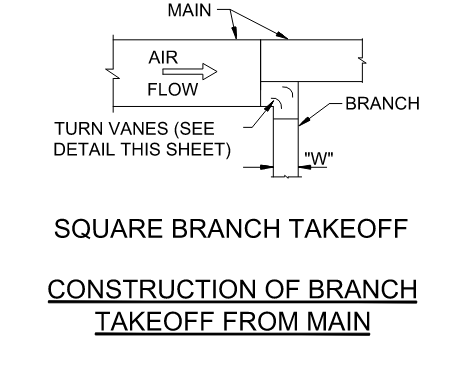 MAIN
AIR
FLOW
BRANCH
TURN VANES (SEE
DETAIL THIS SHEET)
"W"
SQUARE BRANCH TAKEOFF
CONSTRUCTION OF BRANCH
TAKEOFF FROM MAIN